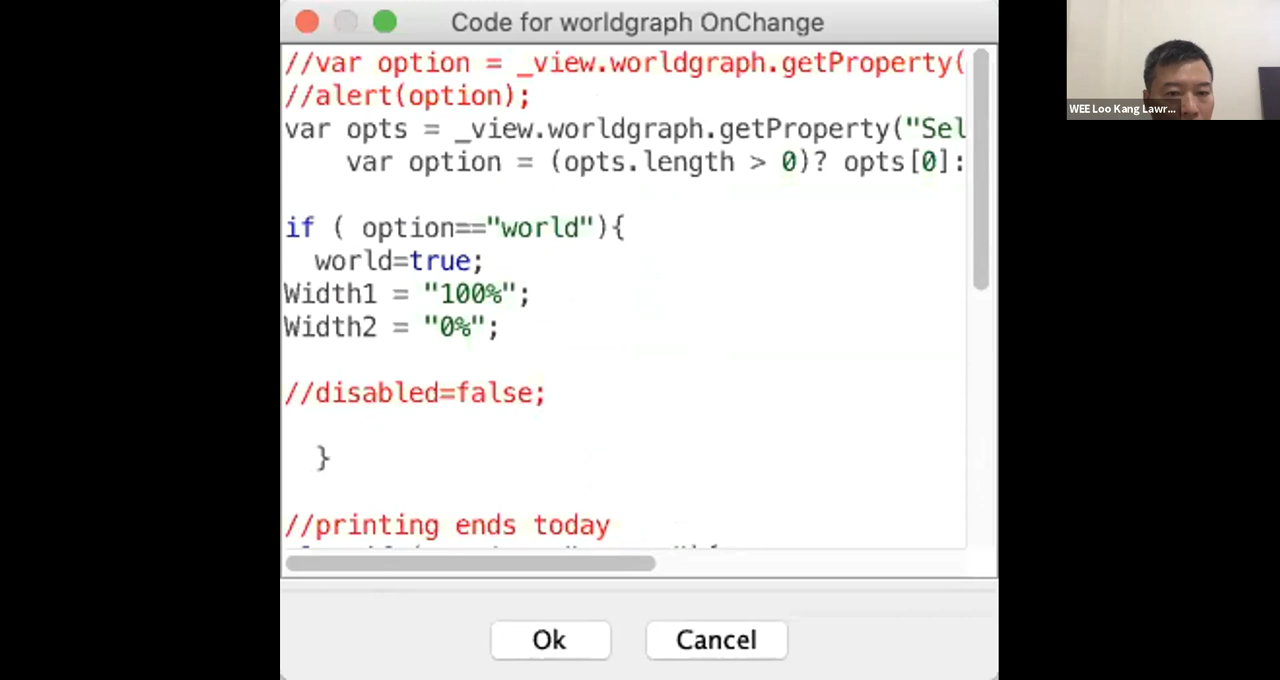 Code for worldgraph OnChange
//var option = _view.worldgraph.getProperty(
//alert(option);
var opts = _view.worldgraph.getProperty("Sel
    var option = (opts.length > 0)? opts[0]:
if ( option=="world"){
  world=true;
Width1 = "100%";
Width2 = "0%";
//disabled=false;
  }
//printing ends today
Ok
Cancel
WEE Loo Kang Lawr...